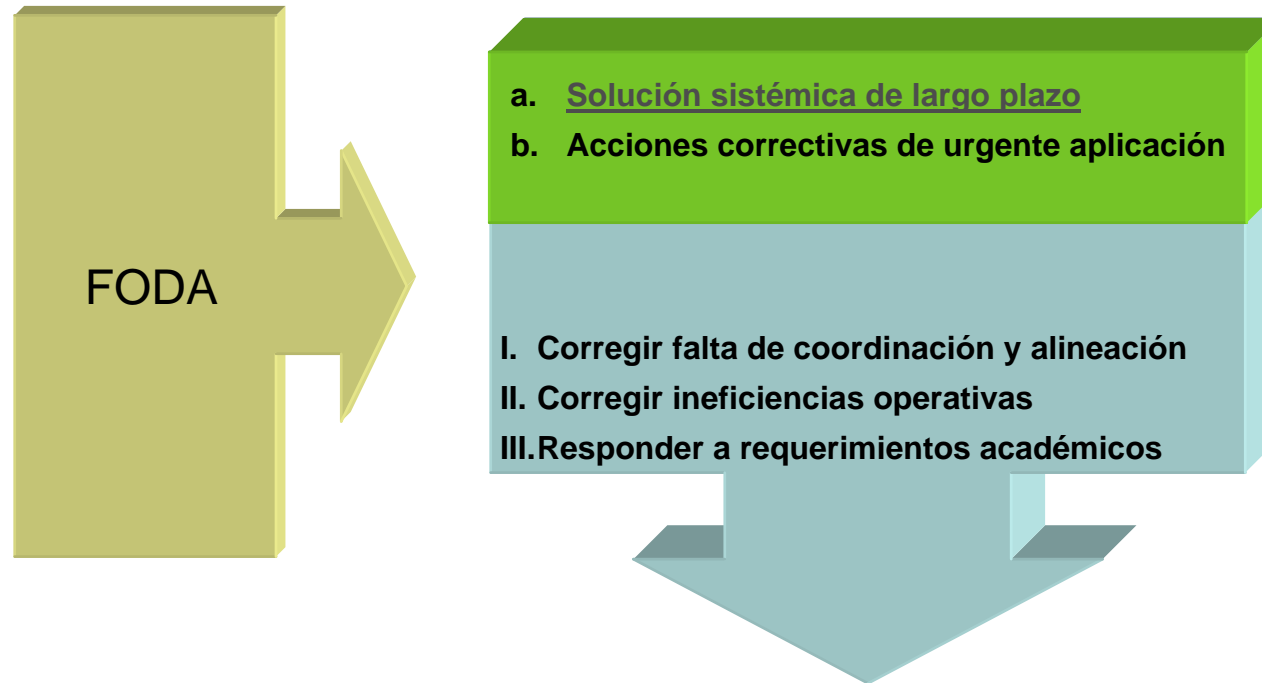 FODA
a. Solución sistémica de largo plazo
b. Acciones correctivas de urgente aplicación
I. Corregir falta de coordinación y alineación
II. Corregir ineficiencias operativas
III.Responder a requerimientos académicos